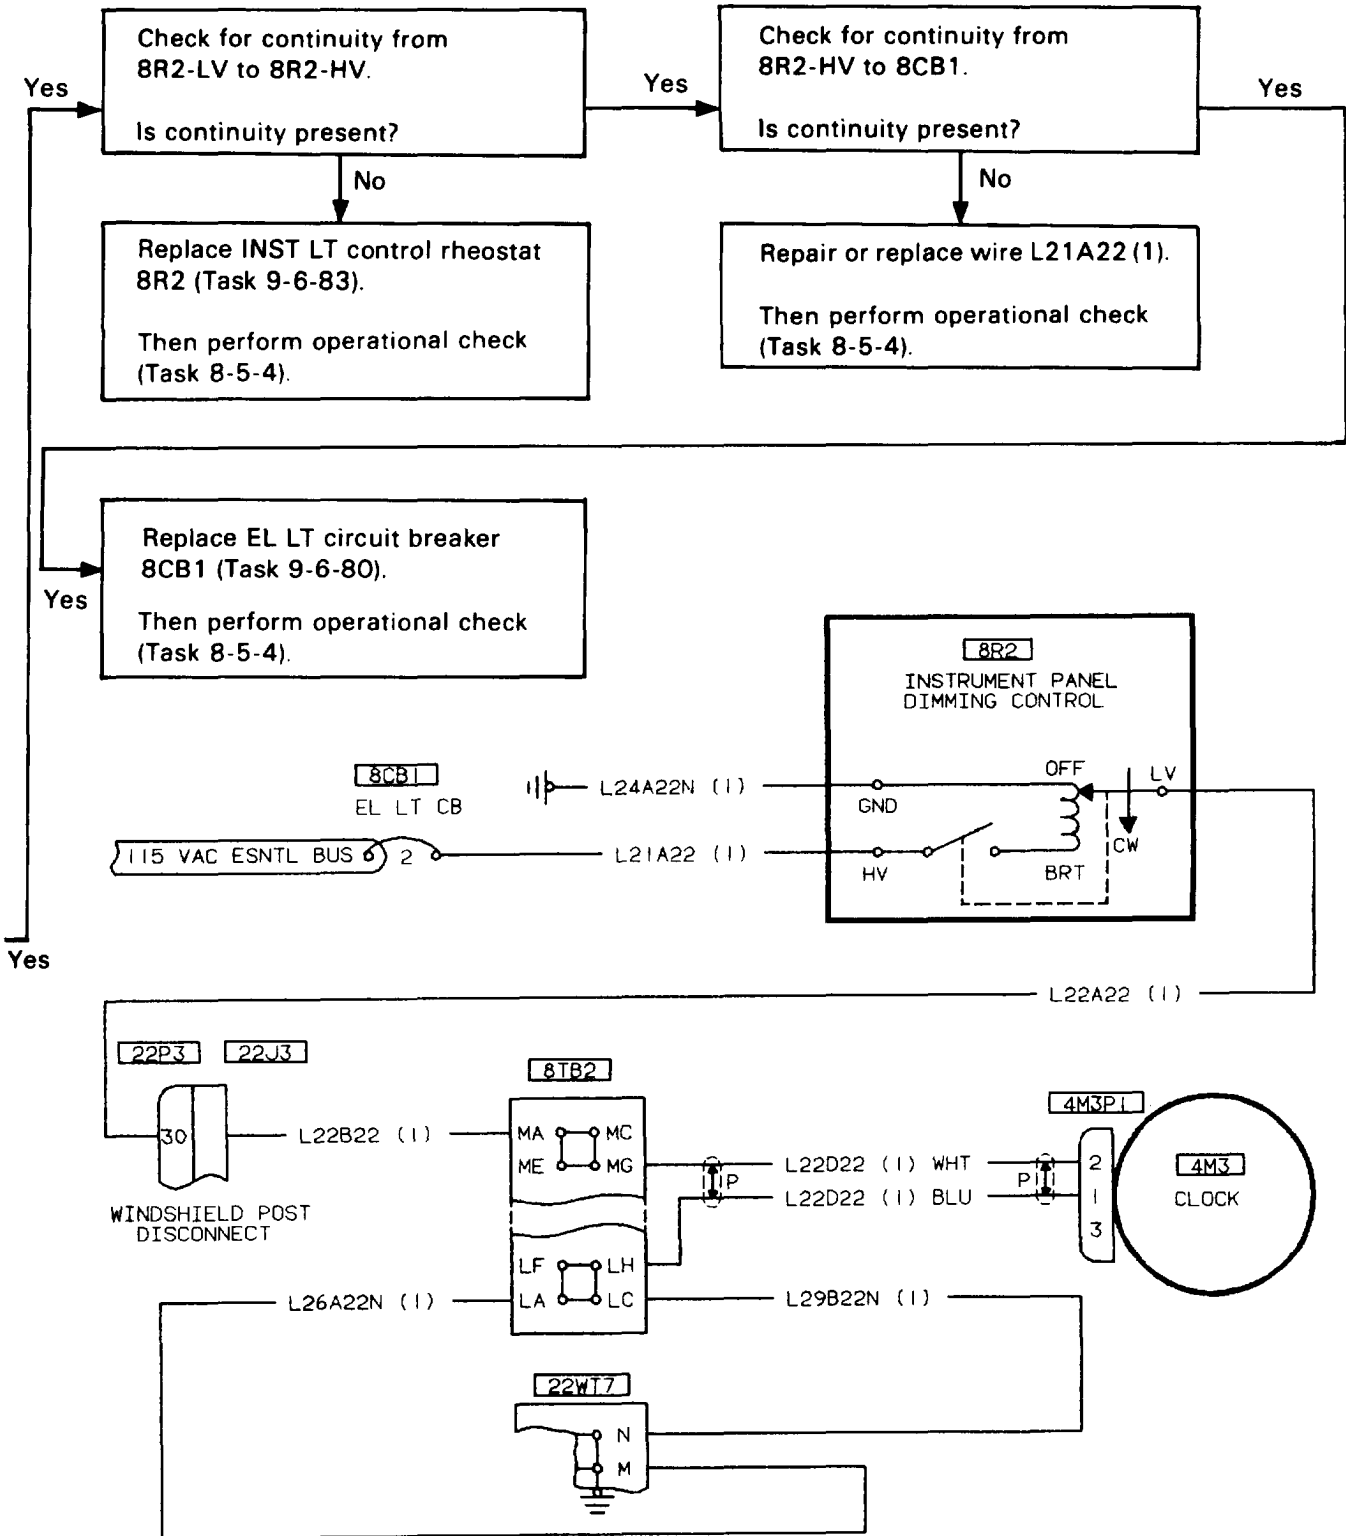 Check for continuity from
8R2-LV to 8R2-HV.
Is continuity present?
Yes
Yes
Check for continuity from
8R2-HV to 8CB1.
Is continuity present?
Yes
No
No
Replace INST LT control rheostat
8R2 (Task 9-6-83).
Then perform operational check
(Task 8-5-4).
Repair or replace wire L21A22 (1).
Then perform operational check
(Task 8-5-4).
Replace EL LT circuit breaker
8CB1 (Task 9-6-80).
Then perform operational check
(Task 8-5-4).
Yes
8R2
INSTRUMENT PANEL
DIMMING CONTROL
8CB1
EL LT CB
L24A22N (1)
GND
OFF
LV
115 VAC ESNTL BUS
2
L21A22 (1)
HV
BRT
CW
Yes
L22A22 (1)
22P3
22J3
8TB2
4M3P1
30
L22B22 (1)
MA
MC
ME
MG
P
L22D22 (1) WHT
P
2
4M3
CLOCK
L22D22 (1) BLU
1
3
WINDSHIELD POST
DISCONNECT
LF
LH
L26A22N (1)
LA
LC
L29B22N (1)
22WT7
N
M